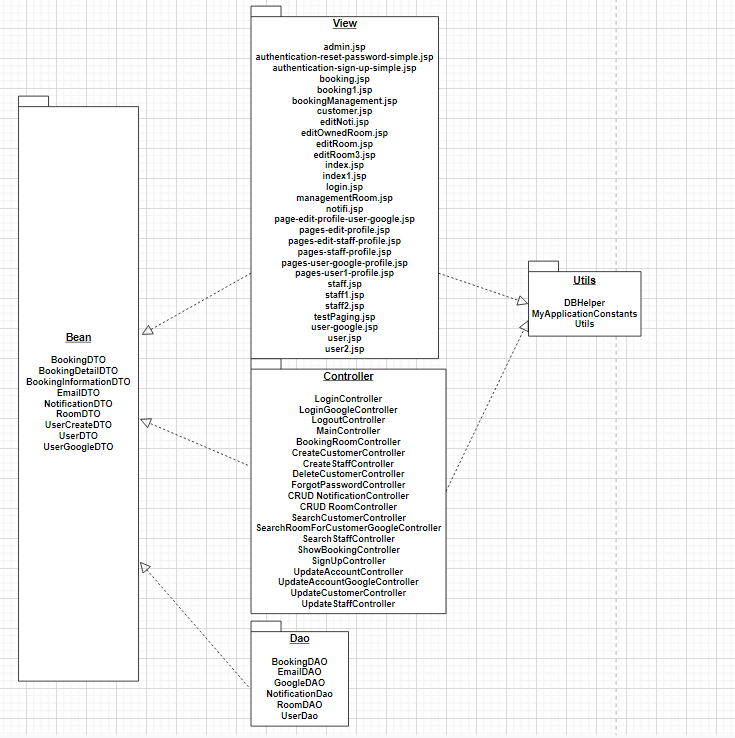 View
admin.jsp
authentication-reset-password-simple.jsp
authentication-sign-up-simple.jsp
booking.jsp
booking1.jsp
bookingManagement.jsp
customer.jsp
editNoti.jsp
editOwnedRoom.jsp
editRoom.jsp
editRoom3.jsp
index.jsp
index1.jsp
login.jsp
managementRoom.jsp
notifi.jsp
page-edit-profile-user-google.jsp
pages-edit-profile.jsp
pages-edit-staff-profile.jsp
pages-staff-profile.jsp
pages-user-google-profile.jsp
pages-user1-profile.jsp
staff.jsp
staff1.jsp
staff2.jsp
testPaging.jsp
user-google.jsp
user.jsp
user2.jsp
Bean
BookingDTO
BookingDetailDTO
BookingInformationDTO
EmailDTO
NotificationDTO
RoomDTO
UserCreateDTO
UserDTO
UserGoogleDTO
Utils
DBHelper
MyApplicationConstants
Utils
Controller
LoginController
LoginGoogleController
LogoutController
MainController
BookingRoomController
CreateCustomerController
CreateStaffController
DeleteCustomerController
ForgotPasswordController
CRUD NotificationController
CRUD RoomController
SearchCustomerController
SearchRoomForCustomerGoogleController
SearchStaffController
ShowBookingController
SignUpController
UpdateAccountController
UpdateAccountGoogleController
UpdateCustomerController
UpdateStaffController
Dao
BookingDAO
EmailDAO
GoogleDAO
NotificationDao
RoomDAO
UserDao